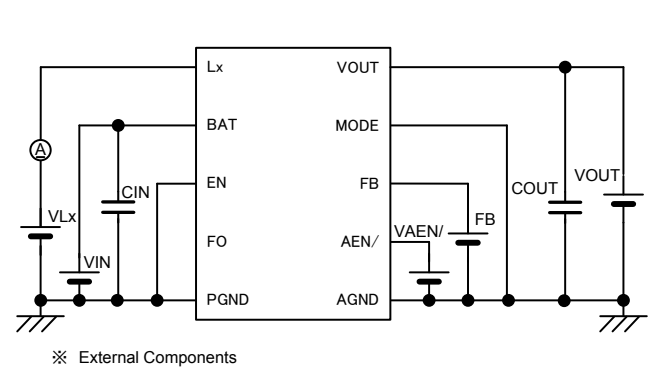 Lx VOUT
A
BAT MODE
CIN
EN FB
VOUT
COUT
VLx
FB
VAEN/
FO AEN/
VIN
PGND AGND
※ External Components